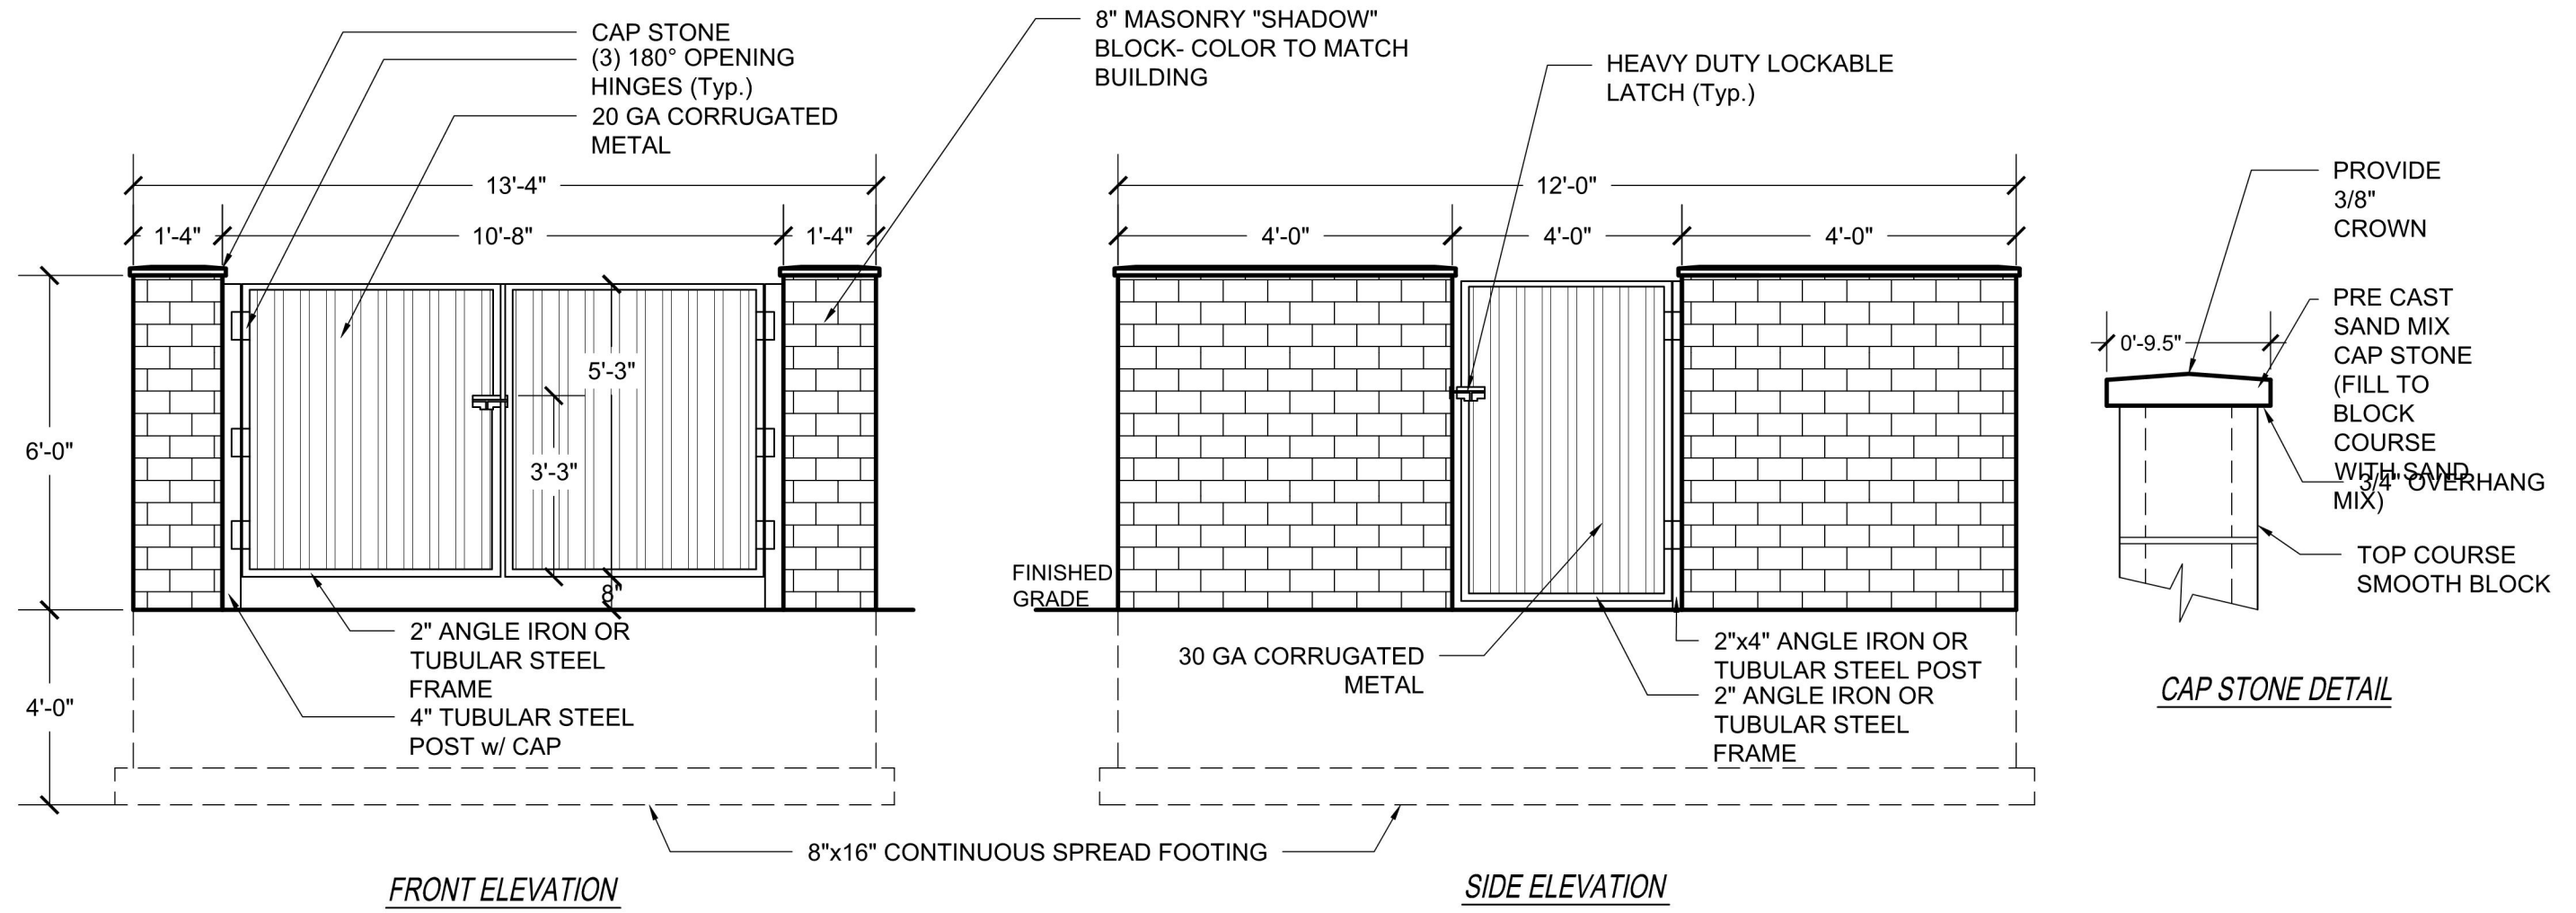 CAP STONE
(3) 180° OPENING
HINGES (Typ.)
20 GA CORRUGATED
METAL
8" MASONRY "SHADOW"
BLOCK- COLOR TO MATCH
BUILDING
13'-4"
1'-4"
10'-8"
1'-4"
6'-0"
4'-0"
5'-3"
3'-3"
8"
2" ANGLE IRON OR
TUBULAR STEEL
FRAME
4" TUBULAR STEEL
POST w/ CAP
8"x16" CONTINUOUS SPREAD FOOTING
FRONT ELEVATION
HEAVY DUTY LOCKABLE
LATCH (Typ.)
12'-0"
4'-0"
4'-0"
4'-0"
FINISHED
GRADE
30 GA CORRUGATED
METAL
2"x4" ANGLE IRON OR
TUBULAR STEEL POST
2" ANGLE IRON OR
TUBULAR STEEL
FRAME
SIDE ELEVATION
PROVIDE
3/8"
CROWN
PRE CAST
SAND MIX
CAP STONE
(FILL TO
BLOCK
COURSE
WITH SAND
MIX)
0'-9.5"
3/4" OVERHANG
TOP COURSE
SMOOTH BLOCK
CAP STONE DETAIL